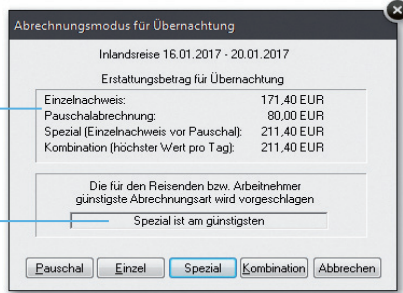 Abrechnungsmodus für Übernachtung
Inlandsreise 16.01.2017 - 20.01.2017
Erstattungsbetrag für Übernachtung
Einzelnachweis: 171,40 EUR
Pauschalabrechnung: 80,00 EUR
Spezial (Einzelnachweis vor Pauschal): 211,40 EUR
Kombination (höchster Wert pro Tag): 211,40 EUR
Die für den Reisenden bzw. Arbeitnehmer
günstigste Abrechnungsart wird vorgeschlagen
Spezial ist am günstigsten
Pauschal Einzel Spezial Kombination Abbrechen